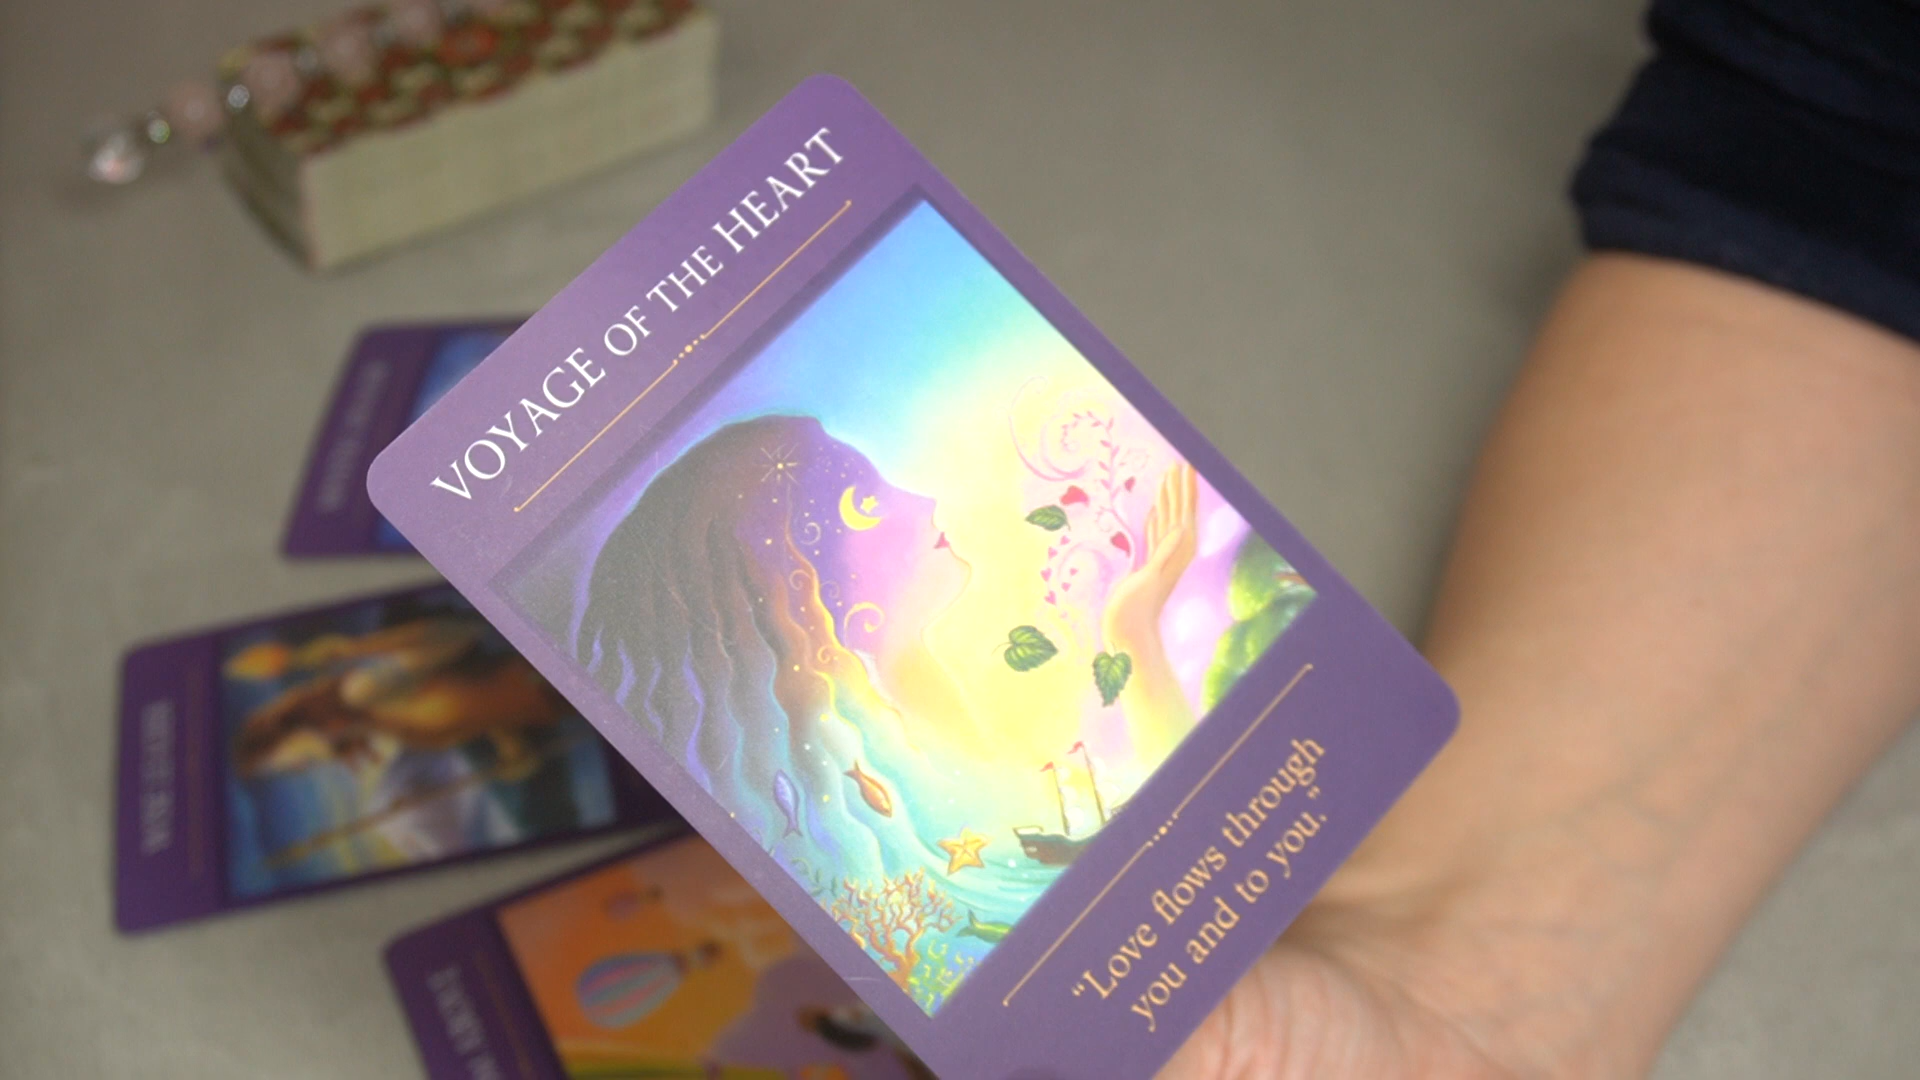 VOYAGE OF THE HEART
“Love flows through
you and to you.”